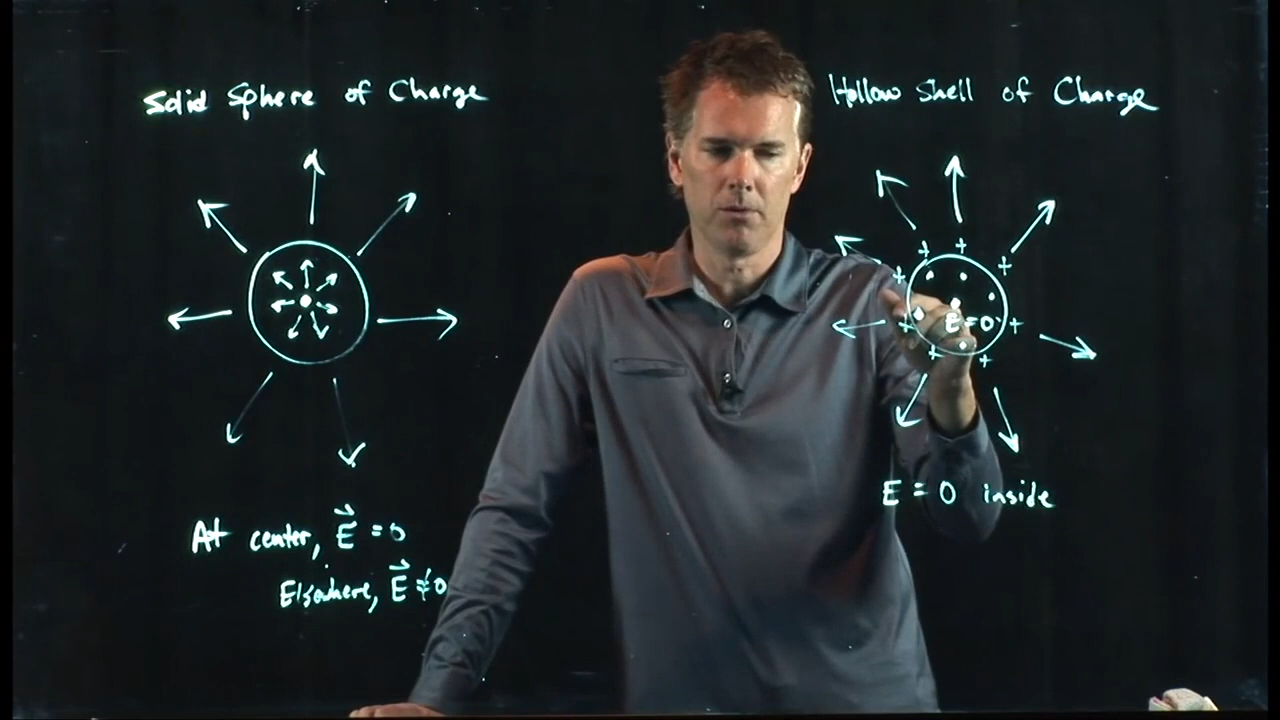 Solid Sphere of Charge
Hollow Shell of Charge
+ +
+ +
E = 0
+ +
+ +
E = 0 inside
At center, E⃗ = 0
Elsewhere, E⃗ ≠ 0